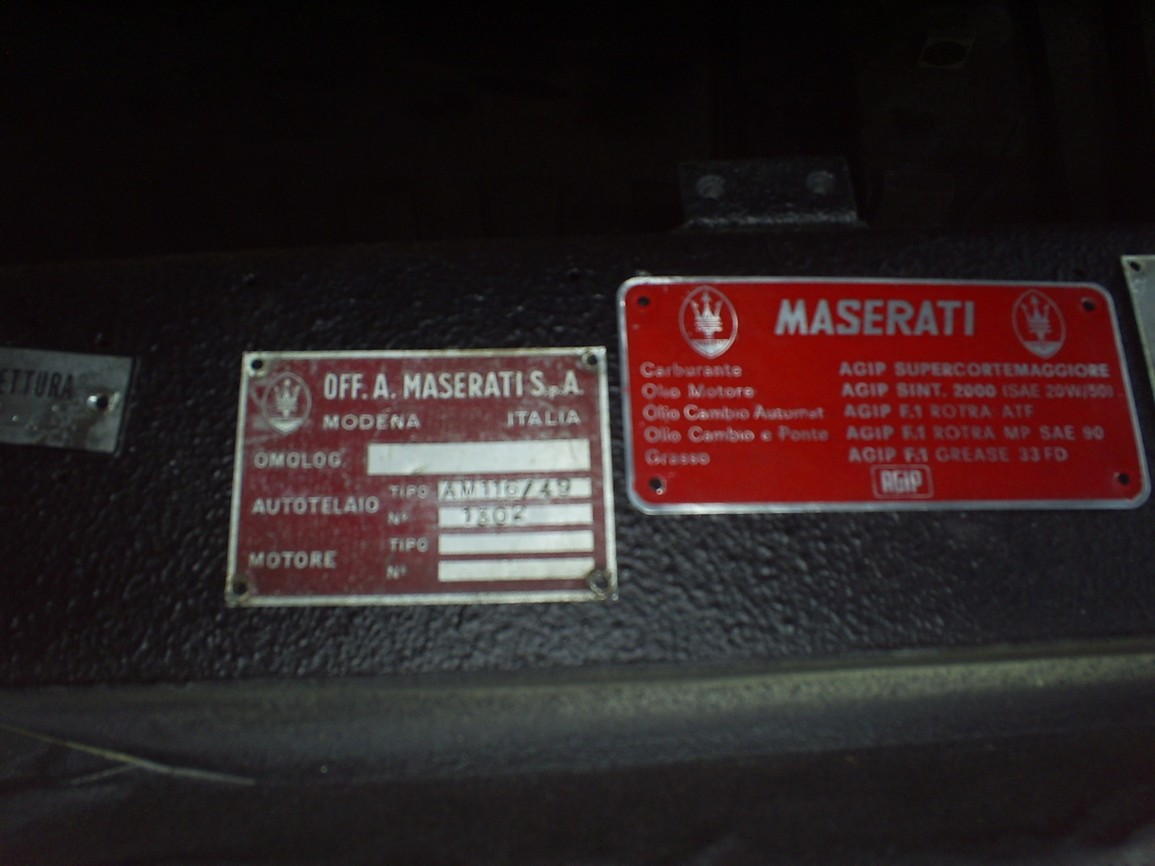 ETTURA
OFF. A. MASERATI S.p.A.
MODENA ITALIA
OMOLOG.
AUTOTELAIO TIPO AM116/49
N° 1302
MOTORE TIPO
N°
MASERATI
Carburante AGIP SUPERCORTEMAGGIORE
Olio Motore AGIP SINT. 2000 (SAE 20W/50)
Olio Cambio Automat AGIP F.1 ROTRA ATF
Olio Cambio e Ponte AGIP F.1 ROTRA MP SAE 90
Grasso AGIP F.1 GREASE 33 FD
AGIP